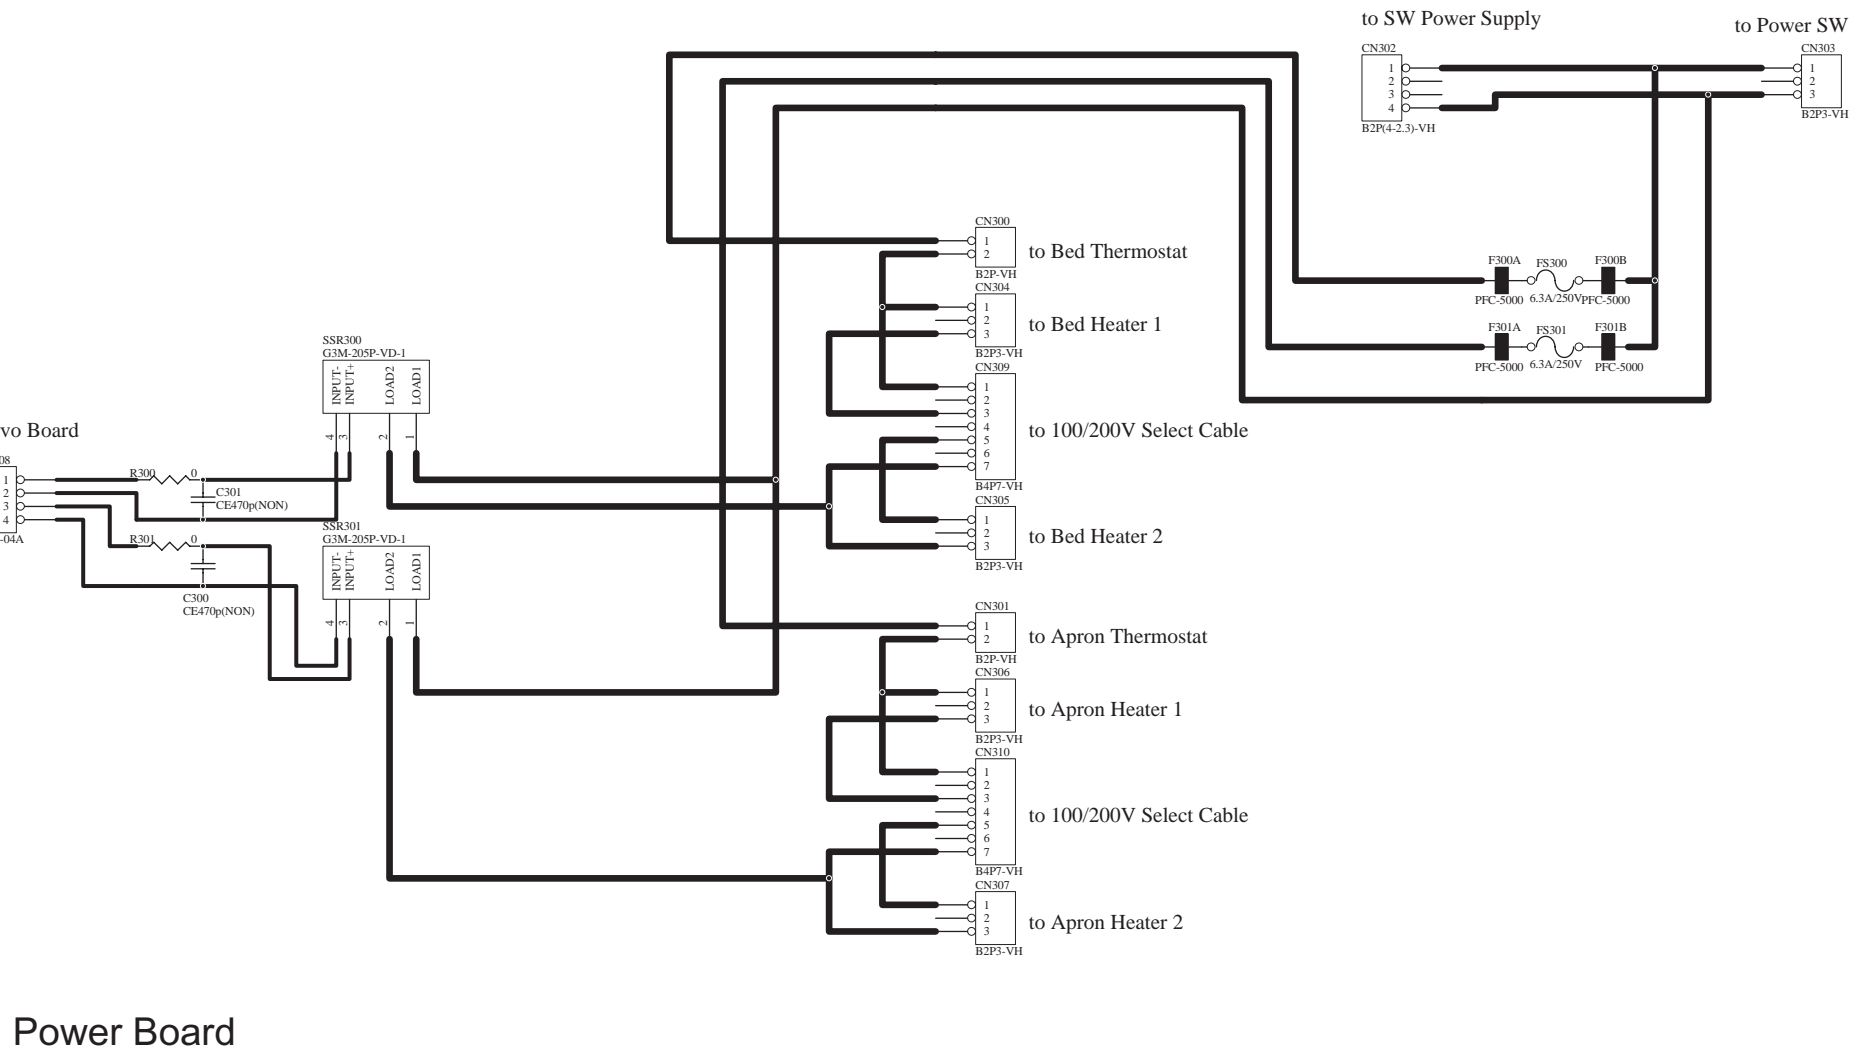 to SW Power Supply
to Power SW
CN302
1
2
3
4
B2P(4-2.3)-VH
CN303
1
2
3
B2P3-VH
CN300
1
2
B2P-VH
to Bed Thermostat
CN304
1
2
3
B2P3-VH
to Bed Heater 1
CN309
1
2
3
4
5
6
7
B4P7-VH
to 100/200V Select Cable
CN305
1
2
3
B2P3-VH
to Bed Heater 2
CN301
1
2
B2P-VH
to Apron Thermostat
CN306
1
2
3
B2P3-VH
to Apron Heater 1
CN310
1
2
3
4
5
6
7
B4P7-VH
to 100/200V Select Cable
CN307
1
2
3
B2P3-VH
to Apron Heater 2
F300A
FS300
F300B
PFC-5000
6.3A/250V
PFC-5000
F301A
FS301
F301B
PFC-5000
6.3A/250V
PFC-5000
SSR300
G3M-205P-VD-1
INPUT-
INPUT+
LOAD2
LOAD1
4
3
2
1
vo Board
08
1
2
3
4
-04A
R300
0
C301
CE470p(NON)
R301
0
C300
CE470p(NON)
SSR301
G3M-205P-VD-1
INPUT-
INPUT+
LOAD2
LOAD1
4
3
2
1
Power Board